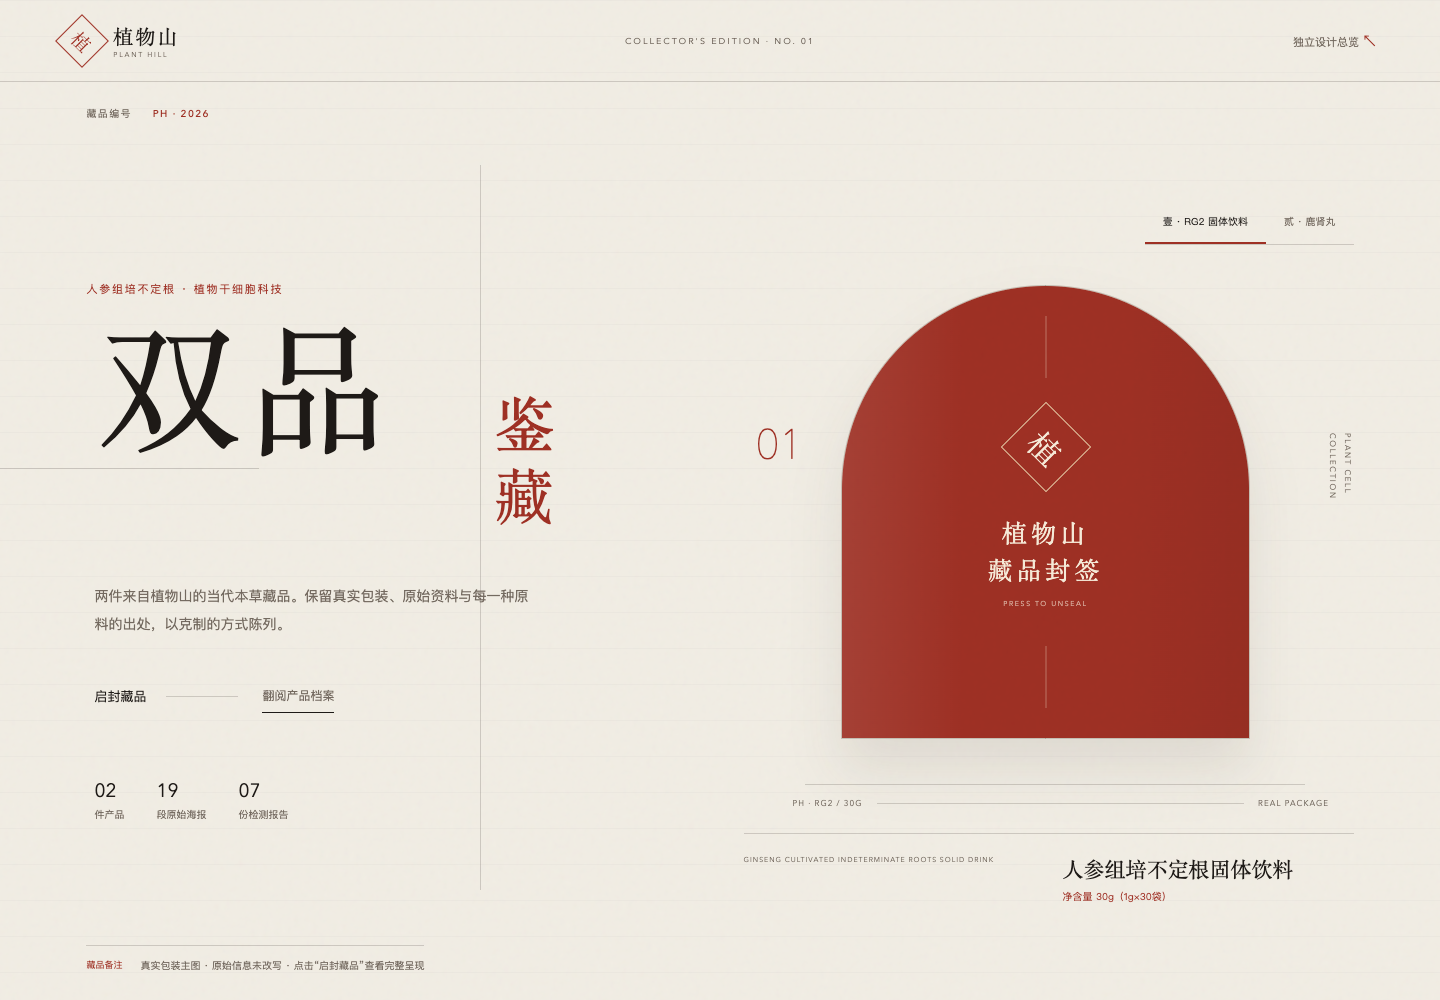 植
植物山
PLANT HILL
COLLECTOR'S EDITION · NO. 01
独立设计总览
藏品编号 PH · 2026
壹 · RG2 固体饮料
贰 · 鹿肾丸
人参组培不定根 · 植物干细胞科技
双品
鉴藏
两件来自植物山的当代本草藏品。保留真实包装、原始资料与每一种原
料的出处，以克制的方式陈列。
启封藏品
翻阅产品档案
02
件产品
19
段原始海报
07
份检测报告
01
植
植物山
藏品封签
PRESS TO UNSEAL
PLANT CELL
COLLECTION
PH · RG2 / 30G
REAL PACKAGE
GINSENG CULTIVATED INDETERMINATE ROOTS SOLID DRINK
人参组培不定根固体饮料
净含量 30g（1g×30袋）
藏品备注 真实包装主图 · 原始信息未改写 · 点击“启封藏品”查看完整呈现